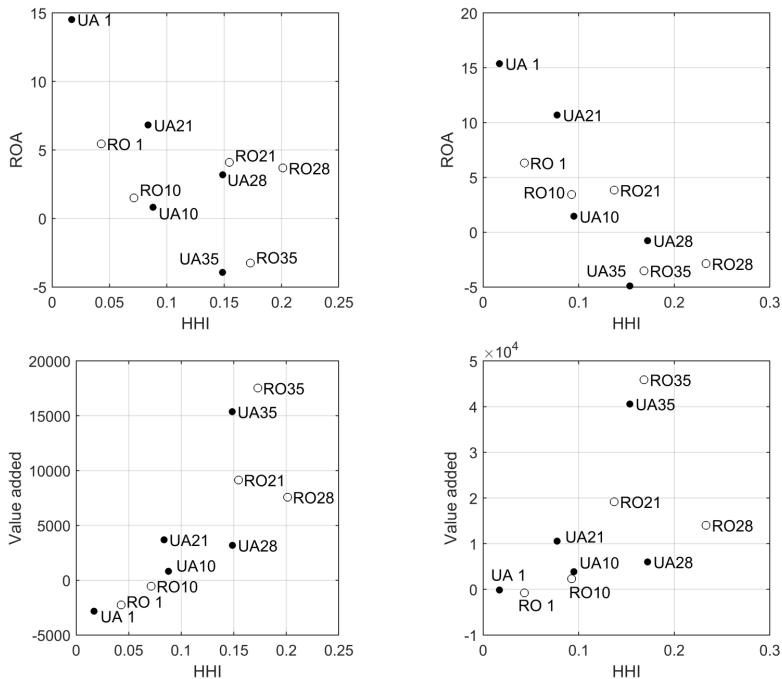 15
10
5
0
-5
0
0.05
0.1
0.15
0.2
0.25
ROA
HHI
UA 1
UA21
RO 1
RO21
RO28
UA28
RO10
UA10
UA35
RO35
20
15
10
5
0
-5
0
0.1
0.2
0.3
ROA
HHI
UA 1
UA21
RO 1
RO10
RO21
UA10
UA28
RO28
UA35
RO35
20000
15000
10000
5000
0
-5000
0
0.05
0.1
0.15
0.2
0.25
Value added
HHI
RO35
UA35
RO21
RO28
UA21
UA28
UA10
RO10
RO 1
UA 1
×10⁴
5
4
3
2
1
0
-1
0
0.1
0.2
0.3
Value added
HHI
RO35
UA35
RO21
RO28
UA21
UA28
UA10
UA 1
RO10
RO 1